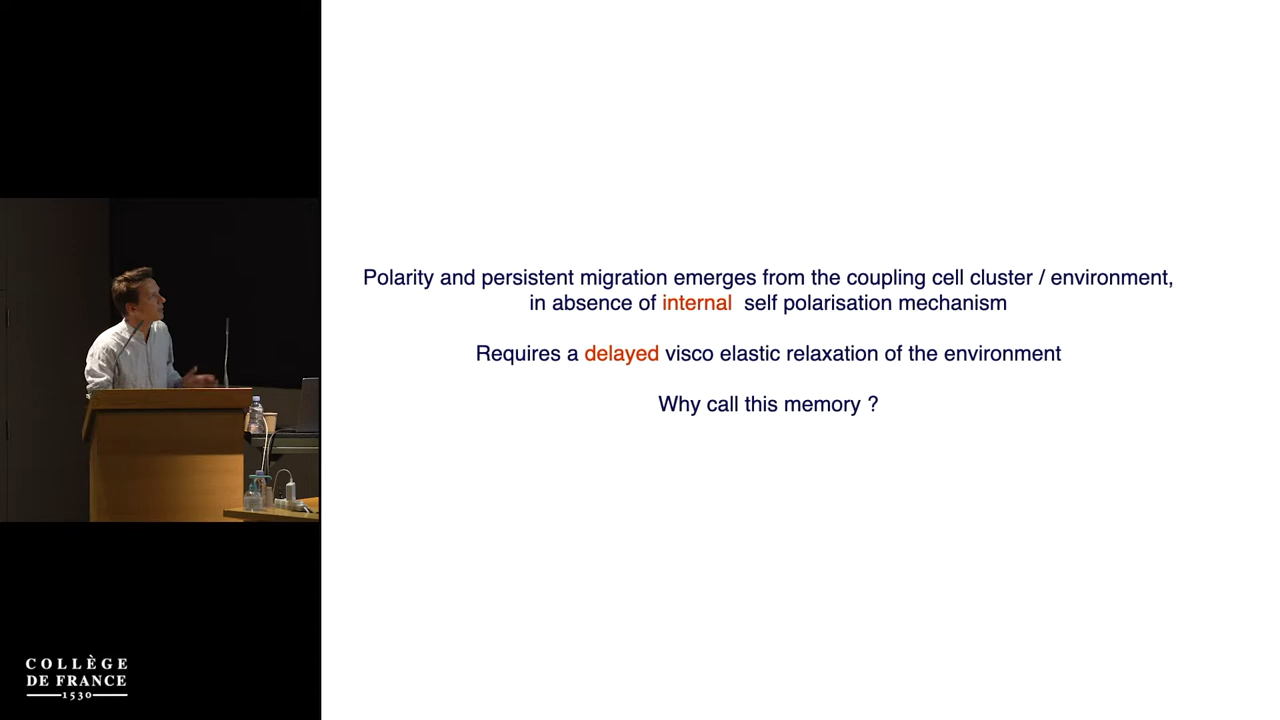 Polarity and persistent migration emerges from the coupling cell cluster / environment,
in absence of internal self polarisation mechanism
Requires a delayed visco elastic relaxation of the environment
Why call this memory ?
COLLÈGE
DE FRANCE
1530